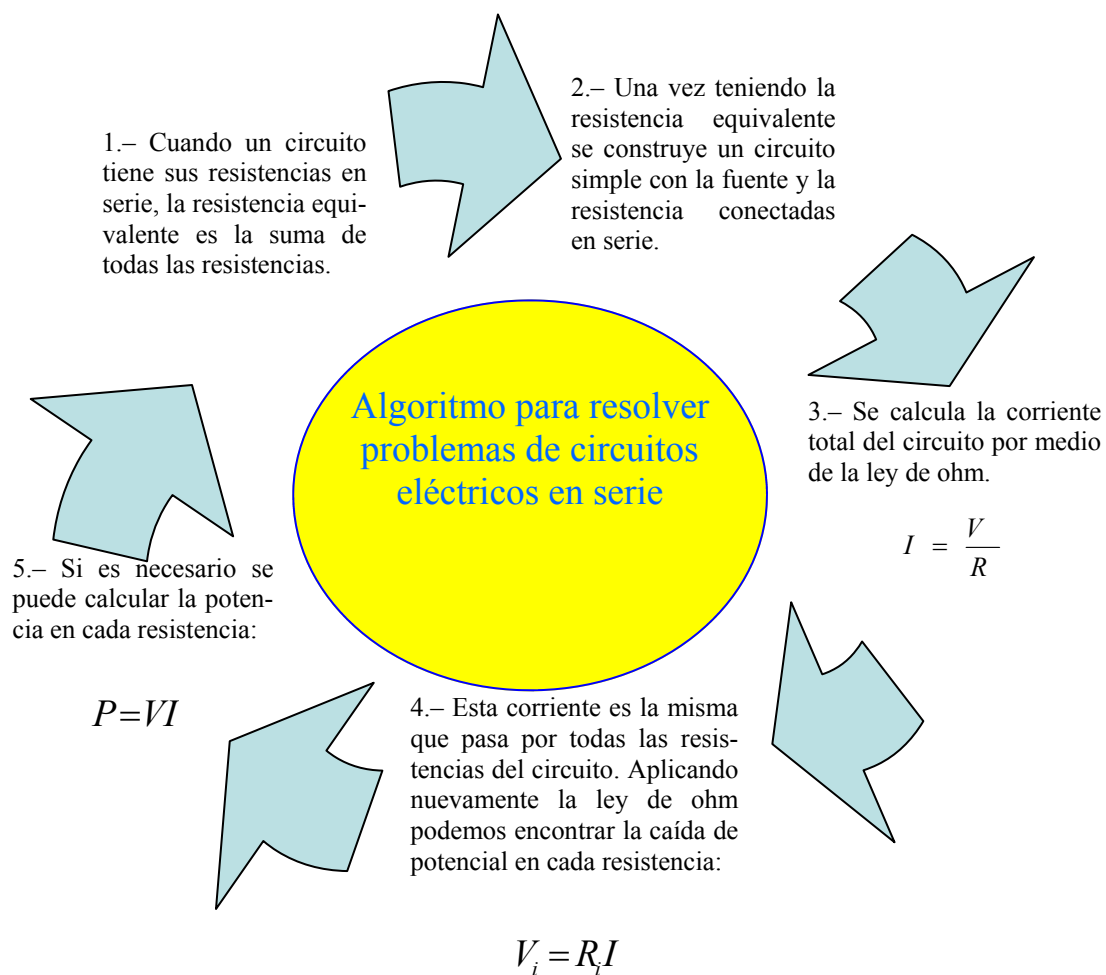 1.– Cuando un circuito
tiene sus resistencias en
serie, la resistencia equi-
valente es la suma de
todas las resistencias.
2.– Una vez teniendo la
resistencia equivalente
se construye un circuito
simple con la fuente y la
resistencia conectadas
en serie.
Algoritmo para resolver
problemas de circuitos
eléctricos en serie
3.– Se calcula la corriente
total del circuito por medio
de la ley de ohm.
I = V/R
4.– Esta corriente es la misma
que pasa por todas las resis-
tencias del circuito. Aplicando
nuevamente la ley de ohm
podemos encontrar la caída de
potencial en cada resistencia:
V_i = R_i I
5.– Si es necesario se
puede calcular la poten-
cia en cada resistencia:
P=VI